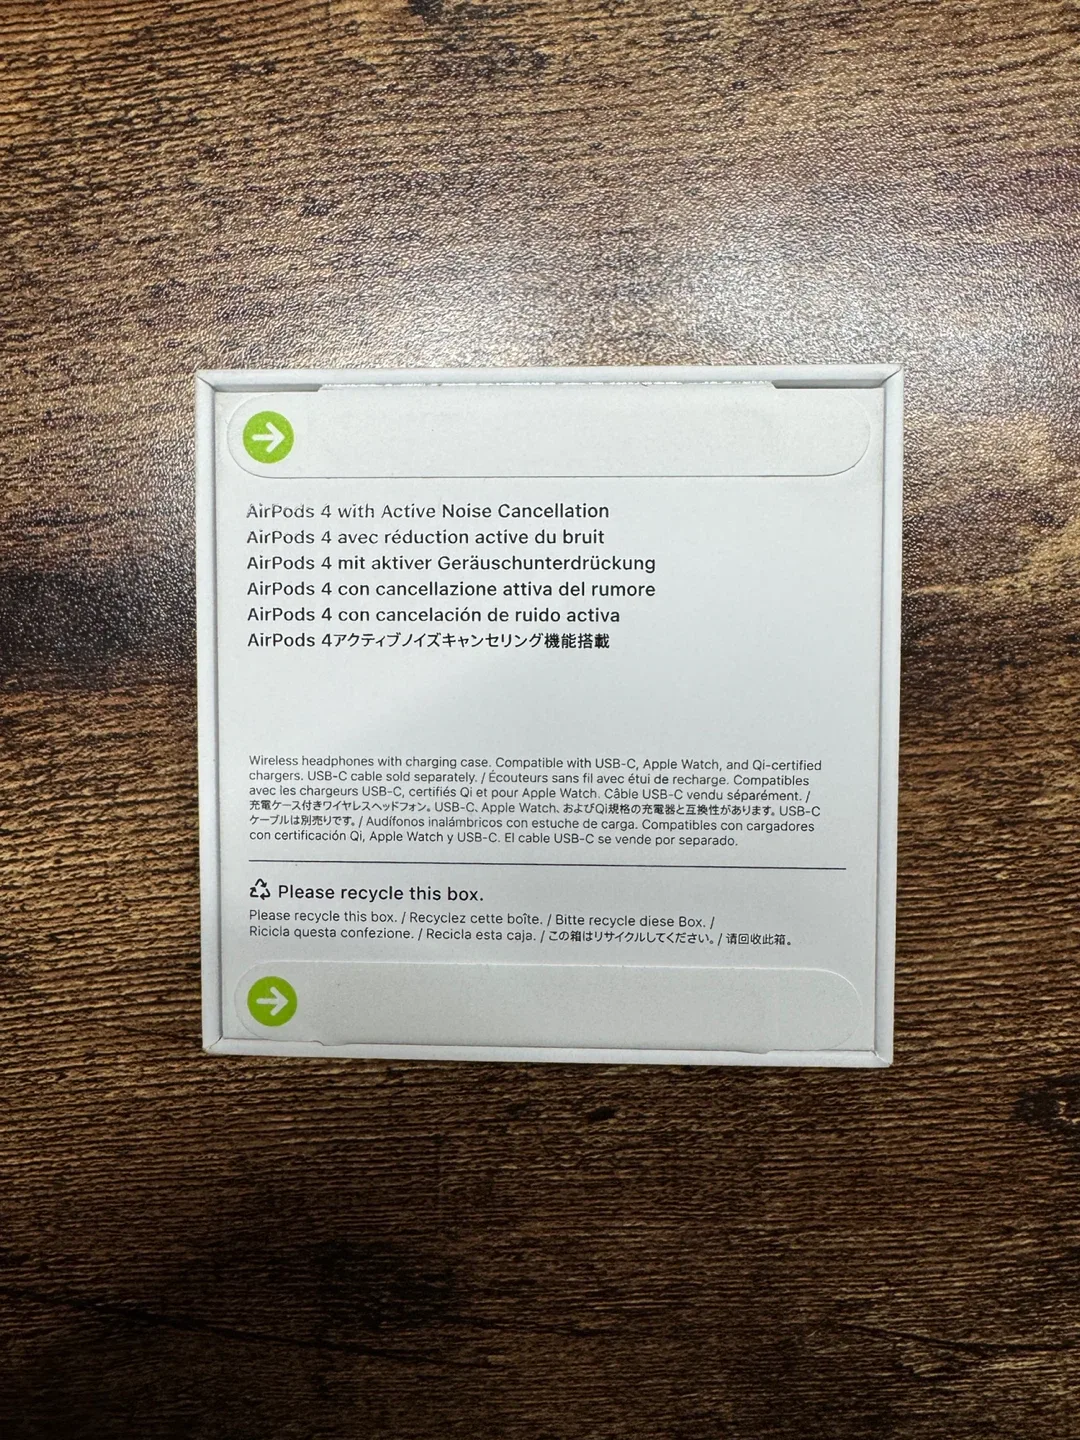 AirPods 4 with Active Noise Cancellation
AirPods 4 avec réduction active du bruit
AirPods 4 mit aktiver Geräuschunterdrückung
AirPods 4 con cancellazione attiva del rumore
AirPods 4 con cancelación de ruido activa
AirPods 4アクティブノイズキャンセリング機能搭載
Wireless headphones with charging case. Compatible with USB-C, Apple Watch, and Qi-certified
chargers. USB-C cable sold separately. / Écouteurs sans fil avec étui de recharge. Compatibles
avec les chargeurs USB-C, certifiés Qi et pour Apple Watch. Câble USB-C vendu séparément. /
充電ケース付きワイヤレスヘッドフォン。USB-C、Apple Watch、およびQi規格の充電器と互換性があります。USB-C
ケーブルは別売りです。/ Audífonos inalámbricos con estuche de carga. Compatibles con cargadores
con certificación Qi, Apple Watch y USB-C. El cable USB-C se vende por separado.
Please recycle this box.
Please recycle this box. / Recyclez cette boîte. / Bitte recycle diese Box. /
Ricicla questa confezione. / Recicla esta caja. / この箱はリサイクルしてください。/ 请回收此箱。